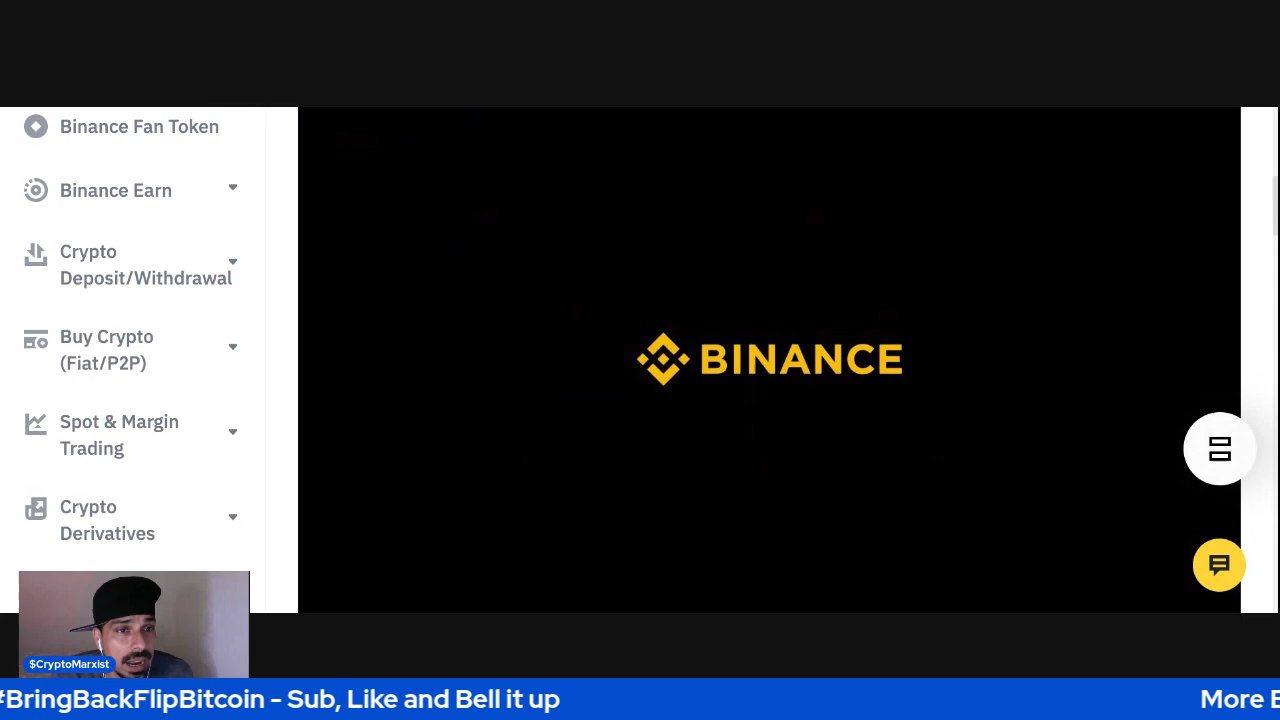 Binance Fan Token
Binance Earn
Crypto
Deposit/Withdrawal
Buy Crypto
(Fiat/P2P)
Spot & Margin
Trading
Crypto
Derivatives
BINANCE
$CryptoMarxist
#BringBackFlipBitcoin - Sub, Like and Bell it up
More